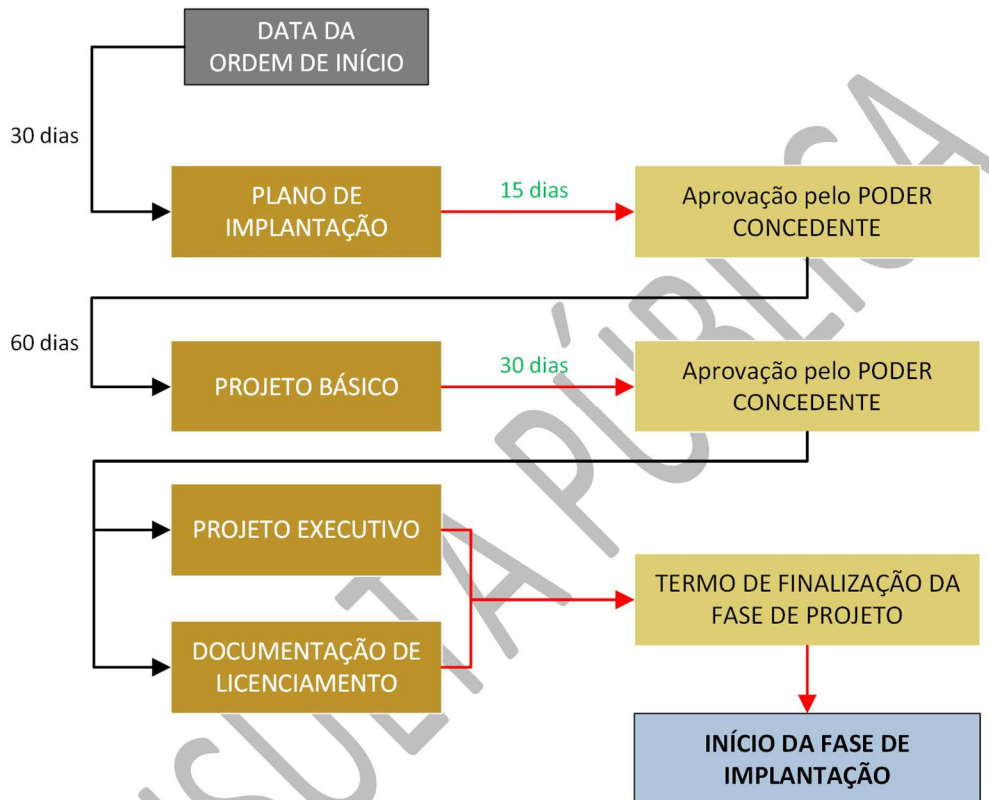 DATA DA
ORDEM DE INÍCIO
30 dias
PLANO DE
IMPLANTAÇÃO
15 dias
Aprovação pelo PODER
CONCEDENTE
60 dias
PROJETO BÁSICO
30 dias
Aprovação pelo PODER
CONCEDENTE
PROJETO EXECUTIVO
DOCUMENTAÇÃO DE
LICENCIAMENTO
TERMO DE FINALIZAÇÃO DA
FASE DE PROJETO
INÍCIO DA FASE DE
IMPLANTAÇÃO
NSULTA PÚBLICA